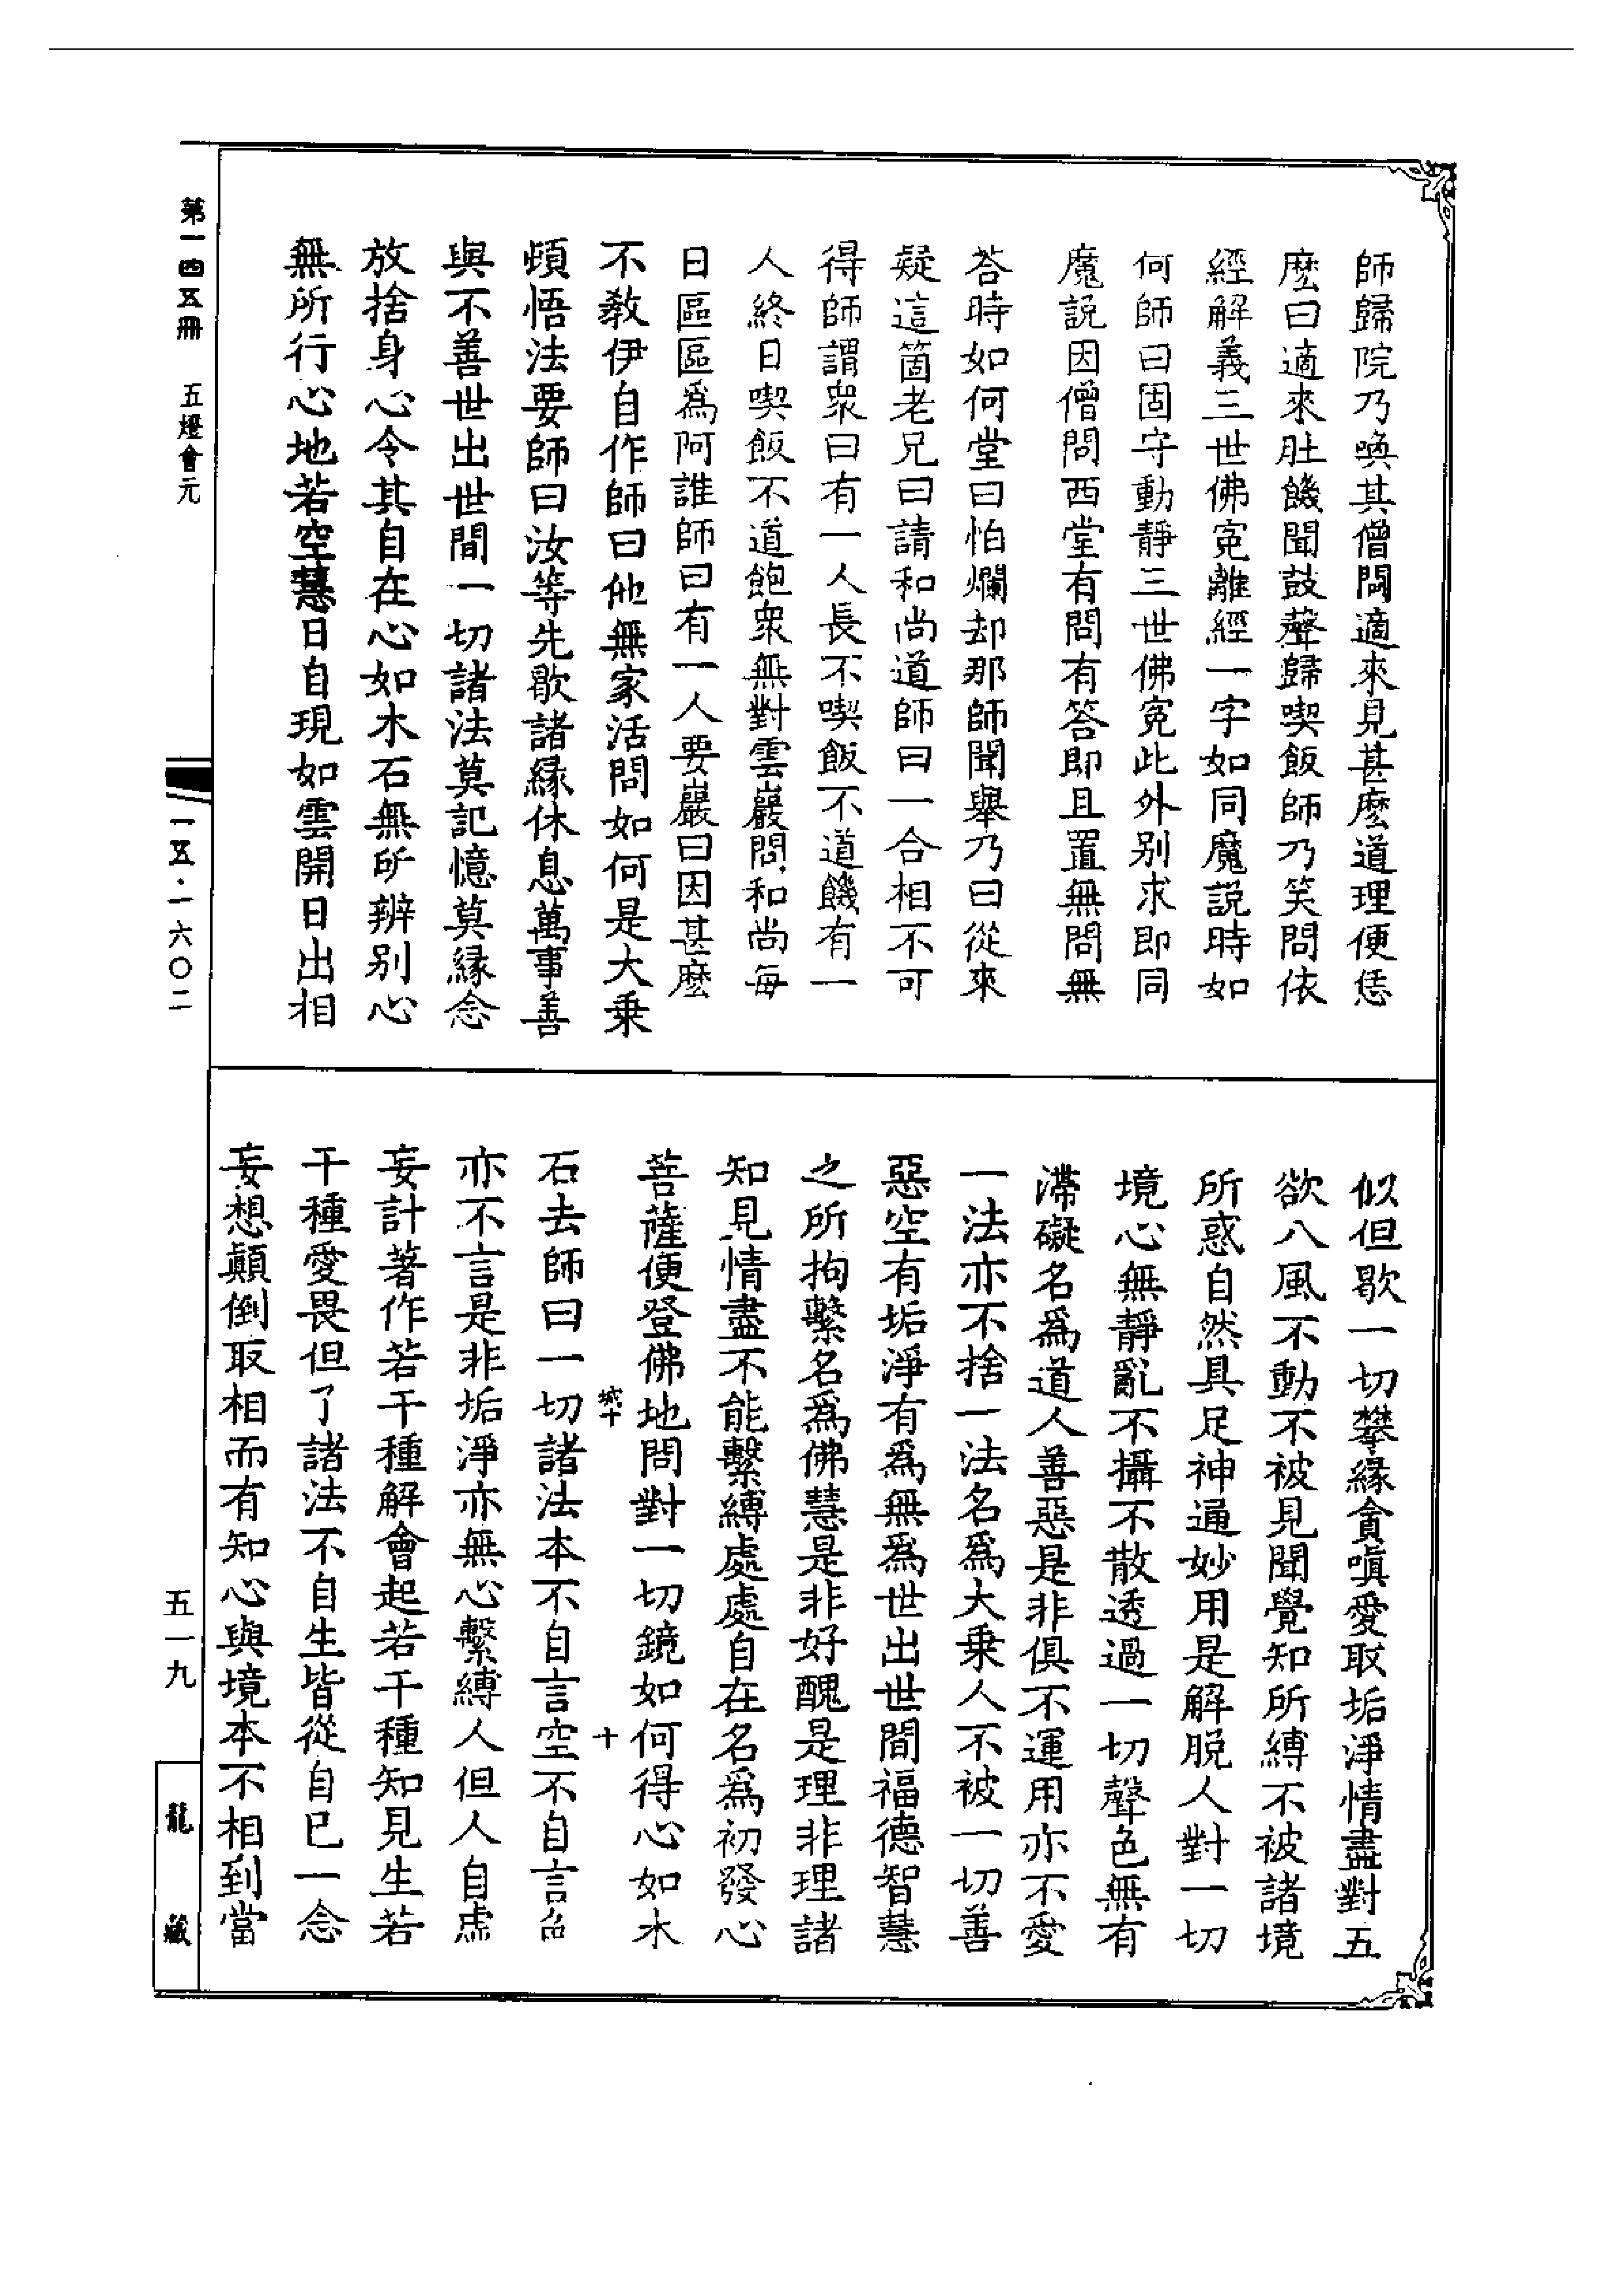 師歸院乃喚其僧問適來見甚麽道理便恁
麽曰適來肚饑聞鼓聲歸喫飯師乃笑問依
經解義三世佛寃離經一字如同魔説時如
何師曰固守動靜三世佛寃此外别求即同
魔説因僧問西堂有問有答即且置無問無
荅時如何堂曰怕爛却那師聞舉乃曰從來
疑這箇老兄曰請和尚道師曰一合相不可
得師謂衆曰有一人長不喫飯不道饑有一
人終日喫飯不道飽衆無對雲巖問和尚每
日區區爲阿誰師曰有一人要巖曰因甚麽
不教伊自作師曰他無家活問如何是大乗
頓悟法要師曰汝等先歇諸緣休息萬事善
與不善世出世間一切諸法莫記憶莫緣念
放捨身心令其自在心如木石無所辨别心
無所行心地若空慧日自現如雲開日出相
似但歇一切攀緣貪嗔愛取垢淨情盡對五
欲八風不動不被見聞覺知所縛不被諸境
所惑自然具足神通妙用是解脱人對一切
境心無靜亂不攝不散透過一切聲色無有
滯礙名爲道人善惡是非俱不運用亦不愛
一法亦不捨一法名爲大乗人不被一切善
惡空有垢淨有爲無爲世出世間福德智慧
之所拘繫名爲佛慧是非好醜是理非理諸
知見情盡不能繫縛處處自在名爲初發心
菩薩便登佛地問對一切鏡如何得心如木
石去師曰一切諸法本不自言空不自言色
亦不言是非垢淨亦無心繫縛人但人自虛
妄計著作若干種解會起若干種知見生若
干種愛畏但了諸法不自生皆從自已一念
妄想顛倒取相而有知心與境本不相到當
城十
十
第一四五冊 五燈會元
一五·一六〇二
五一九
龍藏